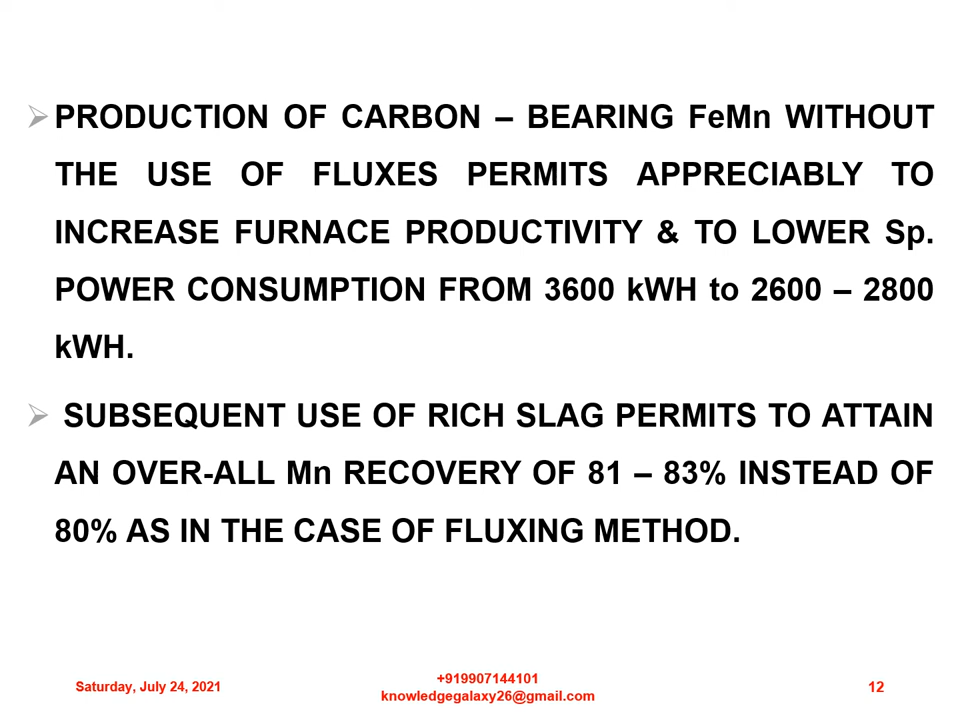 PRODUCTION OF CARBON – BEARING FeMn WITHOUT
THE USE OF FLUXES PERMITS APPRECIABLY TO
INCREASE FURNACE PRODUCTIVITY & TO LOWER Sp.
POWER CONSUMPTION FROM 3600 kWH to 2600 – 2800
kWH.
SUBSEQUENT USE OF RICH SLAG PERMITS TO ATTAIN
AN OVER-ALL Mn RECOVERY OF 81 – 83% INSTEAD OF
80% AS IN THE CASE OF FLUXING METHOD.
Saturday, July 24, 2021
+919907144101
knowledgegalaxy26@gmail.com
12